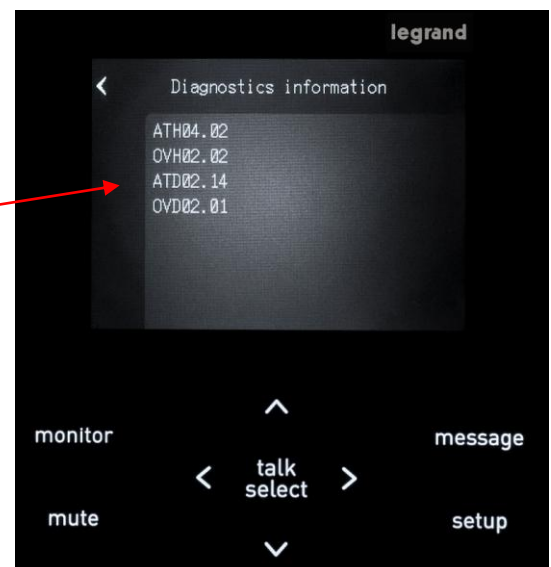 legrand
Diagnostics information
ATH04.02
OVH02.02
ATD02.14
OVD02.01
monitor
message
talk
select
mute
setup